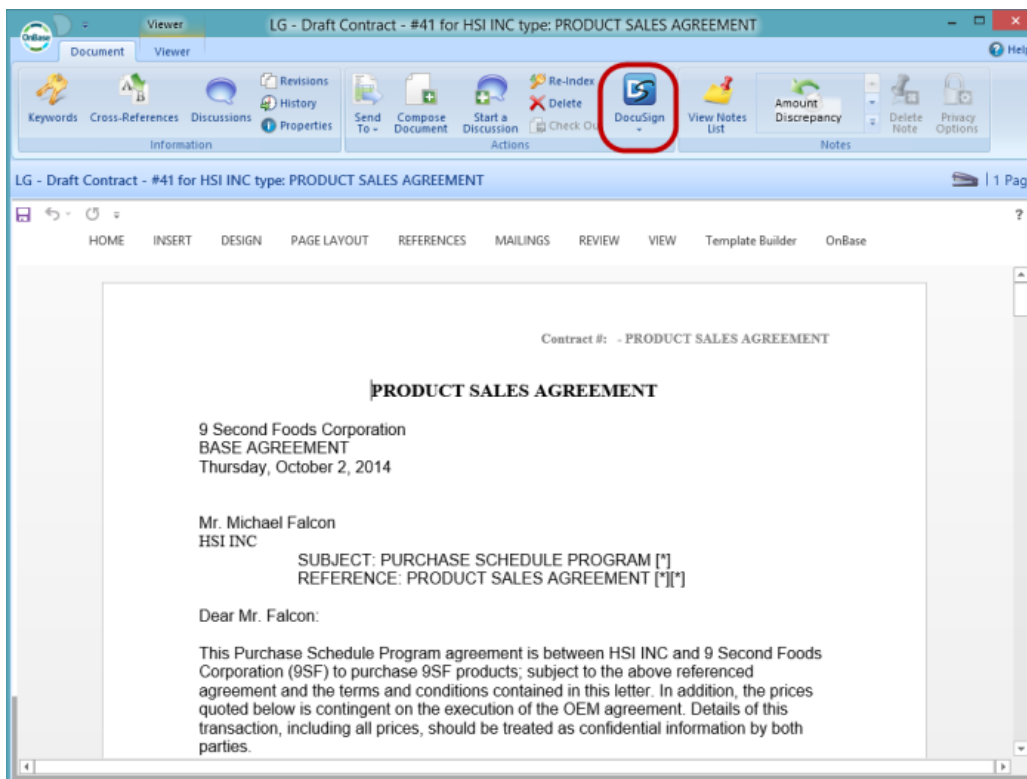 OnBase
Viewer
LG - Draft Contract - #41 for HSI INC type: PRODUCT SALES AGREEMENT
Document Viewer
Help
Keywords
Cross-References
Discussions
Revisions
History
Properties
Information
Send To
Compose Document
Start a Discussion
Re-Index
Delete
Check Ou
DocuSign
Actions
View Notes List
Amount Discrepancy
Delete Note
Privacy Options
Notes
LG - Draft Contract - #41 for HSI INC type: PRODUCT SALES AGREEMENT
1 Pag
?
HOME INSERT DESIGN PAGE LAYOUT REFERENCES MAILINGS REVIEW VIEW Template Builder OnBase
Contract #: - PRODUCT SALES AGREEMENT
PRODUCT SALES AGREEMENT
9 Second Foods Corporation
BASE AGREEMENT
Thursday, October 2, 2014
Mr. Michael Falcon
HSI INC
SUBJECT: PURCHASE SCHEDULE PROGRAM [*]
REFERENCE: PRODUCT SALES AGREEMENT [*][*]
Dear Mr. Falcon:
This Purchase Schedule Program agreement is between HSI INC and 9 Second Foods
Corporation (9SF) to purchase 9SF products; subject to the above referenced
agreement and the terms and conditions contained in this letter. In addition, the prices
quoted below is contingent on the execution of the OEM agreement. Details of this
transaction, including all prices, should be treated as confidential information by both
parties.